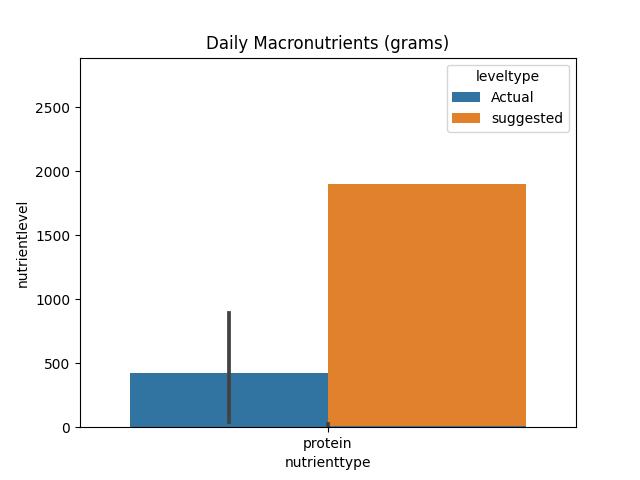 Daily Macronutrients (grams)
leveltype
Actual
suggested
2500
2000
1500
1000
500
0
nutrientlevel
protein
nutrienttype